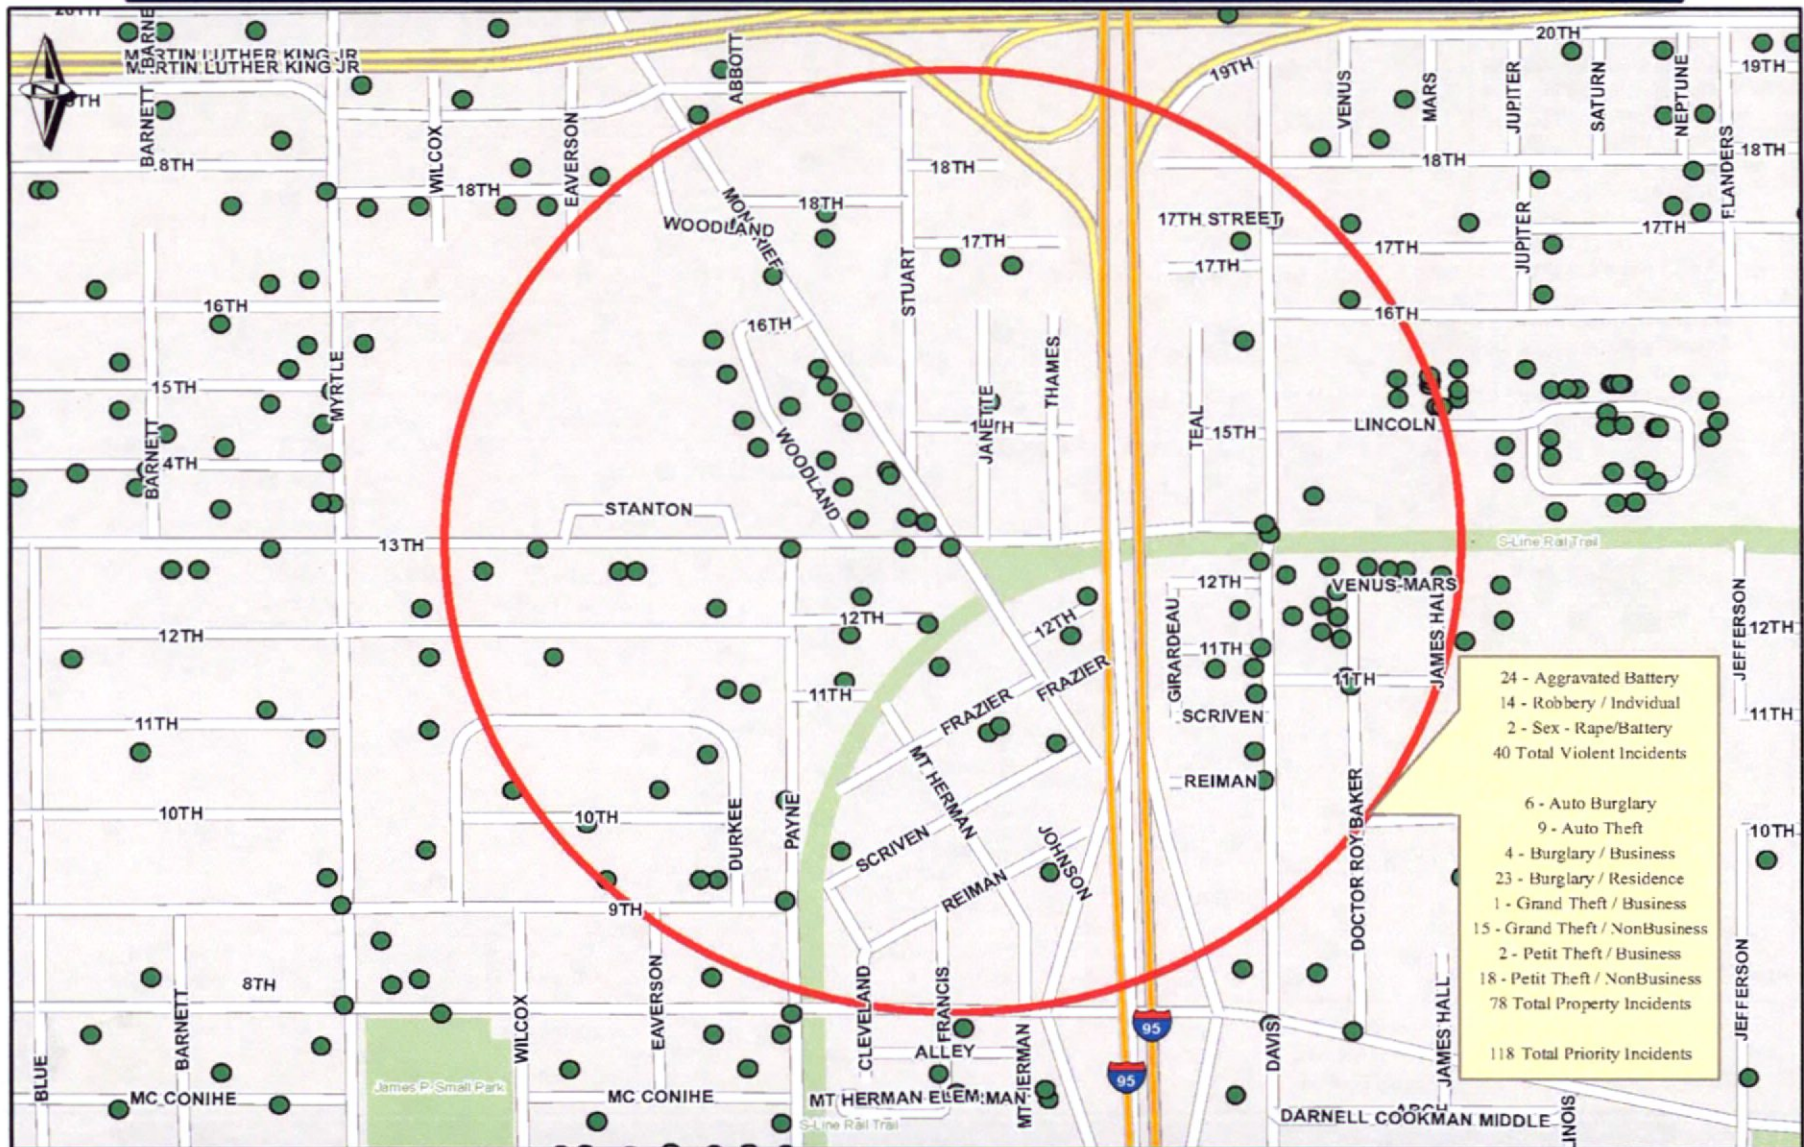 20TH
MARTIN LUTHER KING JR
MARTIN LUTHER KING JR
20TH
19TH
19TH
BARNETT
WILCOX
EAVERSON
ABBOTT
VENUS
MARS
JUPITER
SATURN
NEPTUNE
FLANDERS
18TH
18TH
18TH
18TH
18TH
WOODLAND
MONCRIEF
17TH STREET
17TH
17TH
17TH
17TH
JUPITER
STUART
16TH
16TH
16TH
15TH
MYRTLE
JANETTE
THAMES
TEAL
15TH
LINCOLN
BARNETT
WOODLAND
STANTON
13TH
S-Line Rail Trail
12TH
VENUS
MARS
12TH
12TH
12TH
12TH
GIRARDEAU
JAMES HALL
JEFFERSON
11TH
11TH
11TH
11TH
11TH
FRAZIER
FRAZIER
SCRIVEN
MT HERMAN
REIMAN
10TH
10TH
10TH
DURKEE
PAYNE
SCRIVEN
REIMAN
JOHNSON
DOCTOR ROY BAKER
24 - Aggravated Battery
14 - Robbery / Indvidual
2 - Sex - Rape/Battery
40 Total Violent Incidents
6 - Auto Burglary
9 - Auto Theft
4 - Burglary / Business
23 - Burglary / Residence
1 - Grand Theft / Business
15 - Grand Theft / NonBusiness
2 - Petit Theft / Business
18 - Petit Theft / NonBusiness
78 Total Property Incidents
118 Total Priority Incidents
9TH
8TH
BLUE
BARNETT
WILCOX
EAVERSON
CLEVELAND
FRANCIS
ALLEY
MT HERMAN
95
95
DAVIS
JAMES HALL
JEFFERSON
James P. Small Park
MC CONIHE
MC CONIHE
MT HERMAN ELEM
S-Line Rail Trail
DARNELL COOKMAN MIDDLE